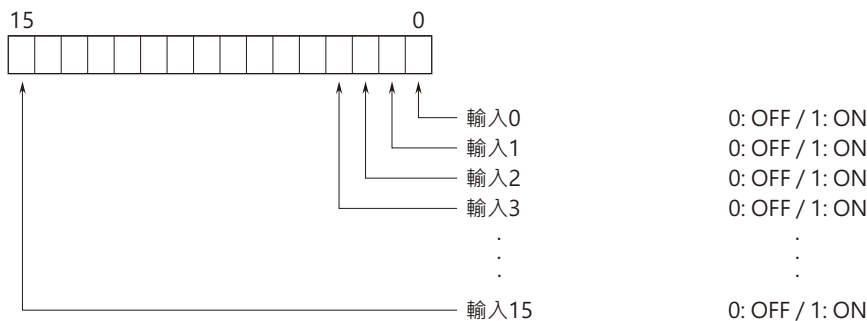 15 0
輸入0 0: OFF / 1: ON
輸入1 0: OFF / 1: ON
輸入2 0: OFF / 1: ON
輸入3 0: OFF / 1: ON
. .
. .
. .
輸入15 0: OFF / 1: ON